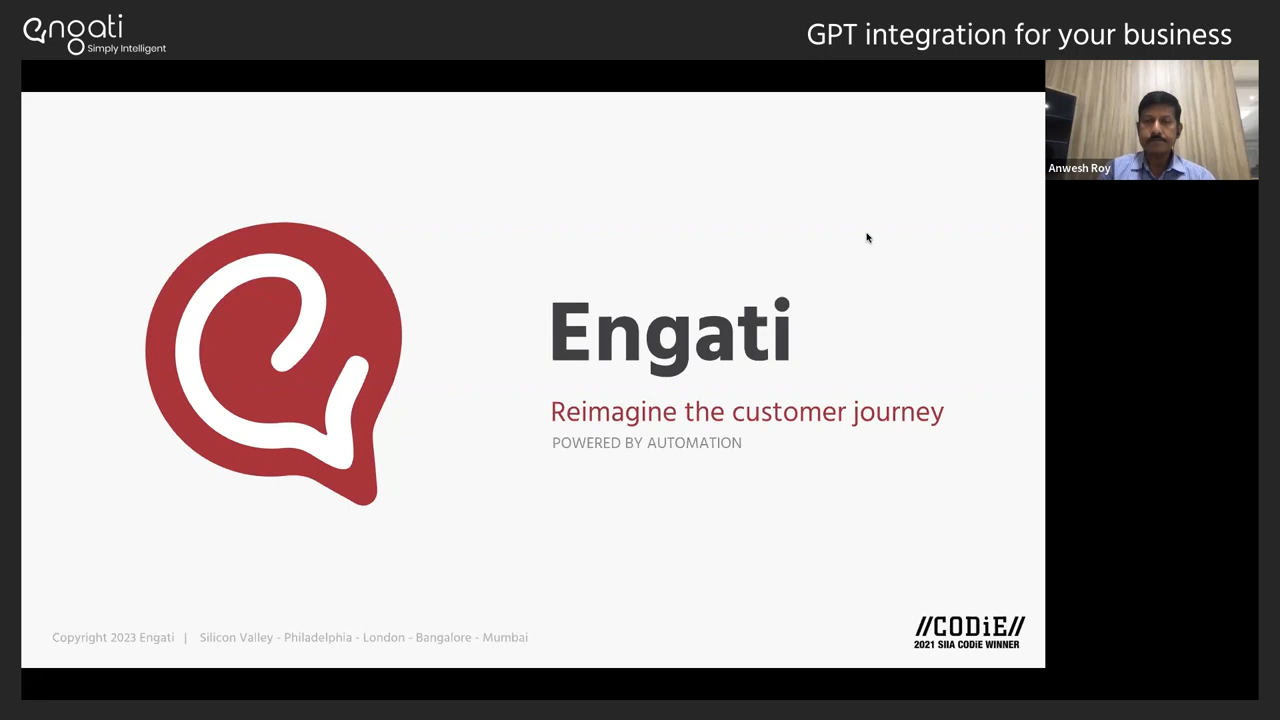 engati
Simply Intelligent
GPT integration for your business
Anwesh Roy
Engati
Reimagine the customer journey
POWERED BY AUTOMATION
Copyright 2023 Engati | Silicon Valley - Philadelphia - London - Bangalore - Mumbai
//CODiE//
2021 SIIA CODiE WINNER